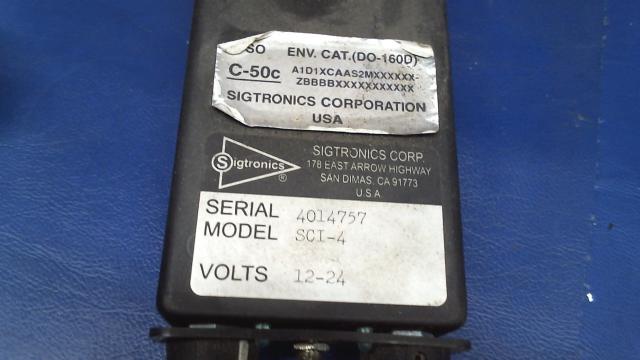 SO ENV. CAT.(DO-160D)
C-50c A1D1XCAAS2MXXXXXX-
ZBBBBXXXXXXXXXXX
SIGTRONICS CORPORATION
USA
Sigtronics ®
SIGTRONICS CORP.
178 EAST ARROW HIGHWAY
SAN DIMAS, CA 91773
U.S.A
SERIAL 4014757
MODEL SCI-4
VOLTS 12-24